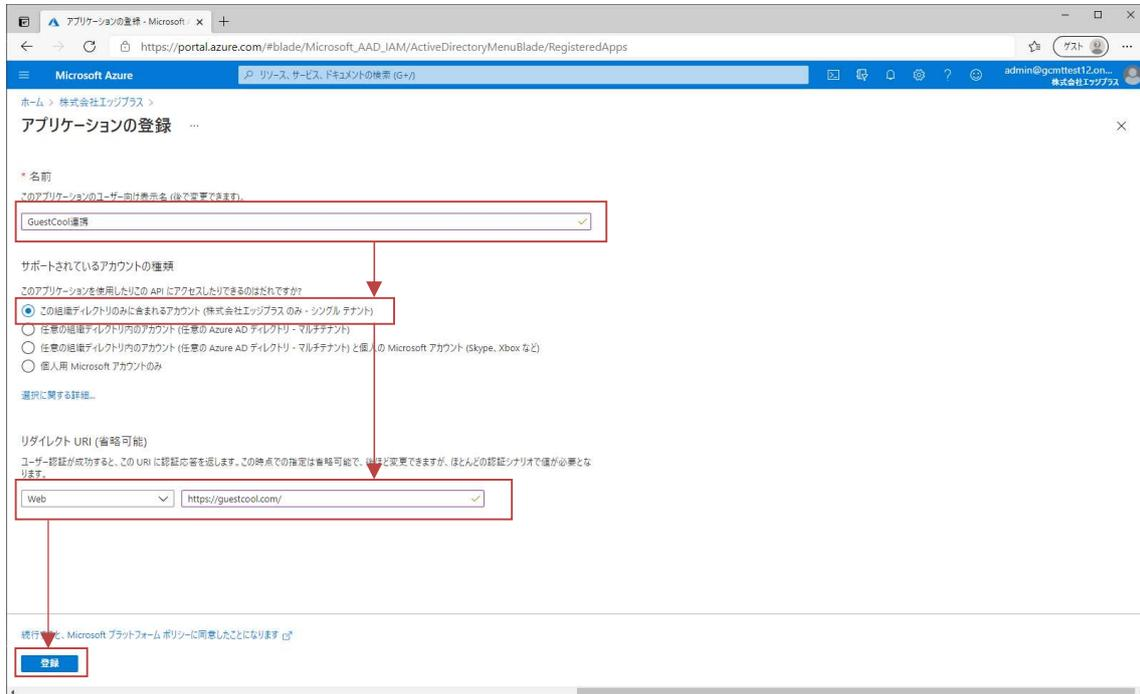 アプリケーションの登録 - Microsoft
https://portal.azure.com/#blade/Microsoft_AAD_IAM/ActiveDirectoryMenuBlade/RegisteredApps
ゲスト
Microsoft Azure
リソース、サービス、ドキュメントの検索 (G+/)
admin@gcmttest12.on...
株式会社エッジプラス
ホーム > 株式会社エッジプラス >
アプリケーションの登録 ...
* 名前
このアプリケーションのユーザー向け表示名 (後で変更できます)。
GuestCool連携
サポートされているアカウントの種類
このアプリケーションを使用したりこの API にアクセスしたりできるのはだれですか?
この組織ディレクトリのみに含まれるアカウント (株式会社エッジプラス のみ - シングル テナント)
任意の組織ディレクトリ内のアカウント (任意の Azure AD ディレクトリ - マルチテナント)
任意の組織ディレクトリ内のアカウント (任意の Azure AD ディレクトリ - マルチテナント) と個人の Microsoft アカウント (Skype、Xbox など)
個人用 Microsoft アカウントのみ
選択に関する詳細...
リダイレクト URI (省略可能)
ユーザー認証が成功すると、この URI に認証応答を返します。この時点での指定は省略可能で、後ほど変更できますが、ほとんどの認証シナリオで値が必要とな
ります。
Web
https://guestcool.com/
続行すると、Microsoft プラットフォーム ポリシーに同意したことになります
登録